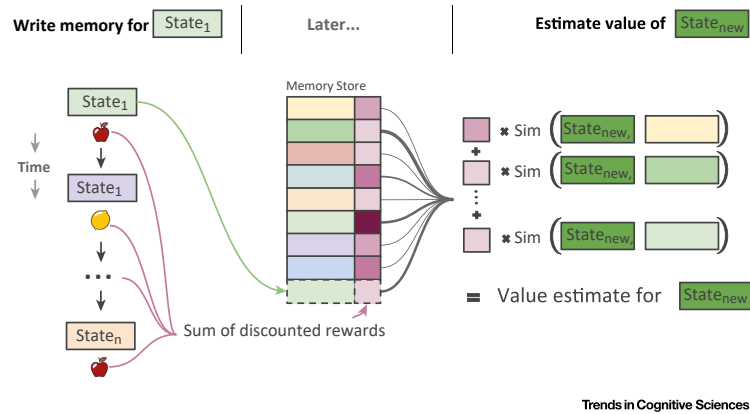 Write memory for State1
Later...
Estimate value of Statenew
Memory Store
State1
Time
State1
...
Staten
Sum of discounted rewards
× Sim (Statenew, )
+
× Sim (Statenew, )
+
× Sim (Statenew, )
= Value estimate for Statenew
Trends in Cognitive Sciences